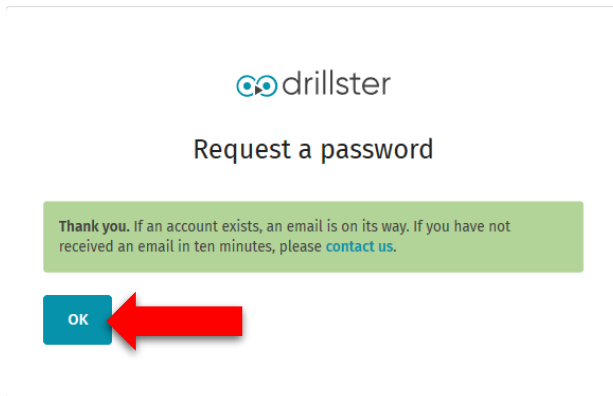 drillster
Request a password
Thank you. If an account exists, an email is on its way. If you have not
received an email in ten minutes, please contact us.
OK